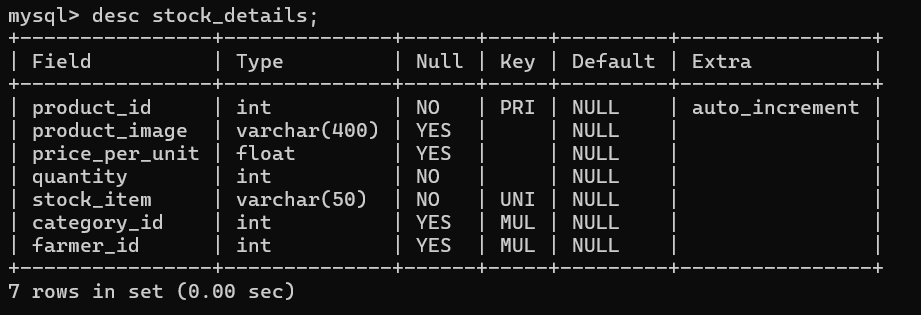 mysql> desc stock_details;
+---------------+--------------+------+-----+---------+----------------+
| Field         | Type         | Null | Key | Default | Extra          |
+---------------+--------------+------+-----+---------+----------------+
| product_id    | int          | NO   | PRI | NULL    | auto_increment |
| product_image | varchar(400) | YES  |     | NULL    |                |
| price_per_unit | float        | YES  |     | NULL    |                |
| quantity      | int          | NO   |     | NULL    |                |
| stock_item    | varchar(50)  | NO   | UNI | NULL    |                |
| category_id   | int          | YES  | MUL | NULL    |                |
| farmer_id     | int          | YES  | MUL | NULL    |                |
+---------------+--------------+------+-----+---------+----------------+
7 rows in set (0.00 sec)